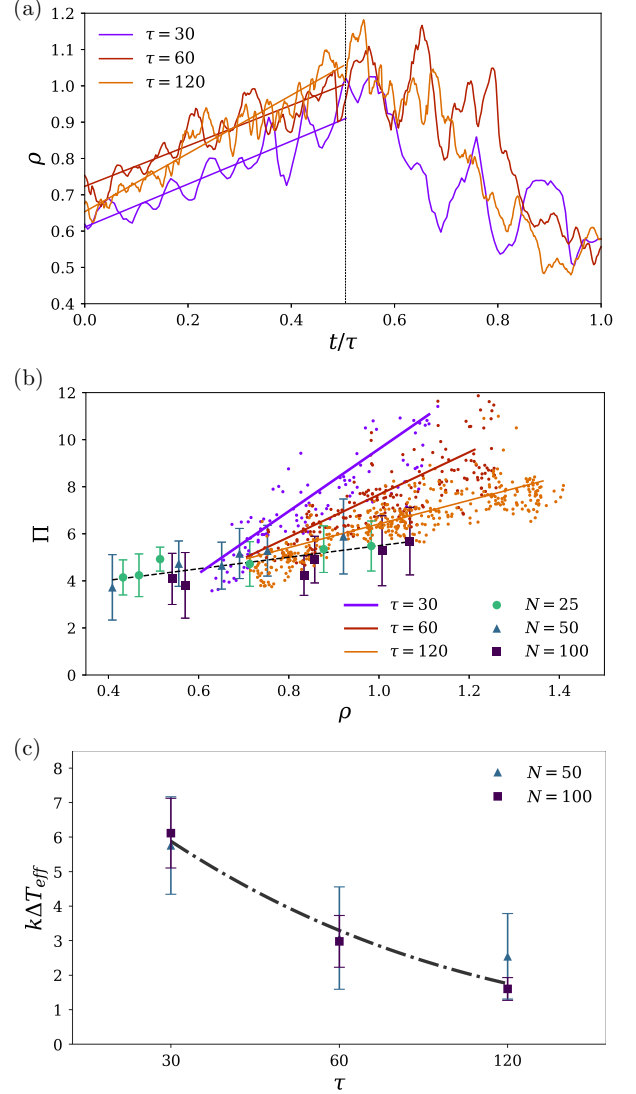 (a)
1.2
1.1
1.0
0.9
0.8
0.7
0.6
0.5
0.4
ρ
τ = 30
τ = 60
τ = 120
0.0 0.2 0.4 0.6 0.8 1.0
t/τ
(b)
12
10
8
6
4
2
0
Π
τ = 30
τ = 60
τ = 120
N = 25
N = 50
N = 100
0.4 0.6 0.8 1.0 1.2 1.4
ρ
(c)
8
7
6
5
4
3
2
1
0
kΔT_eff
N = 50
N = 100
30 60 120
τ